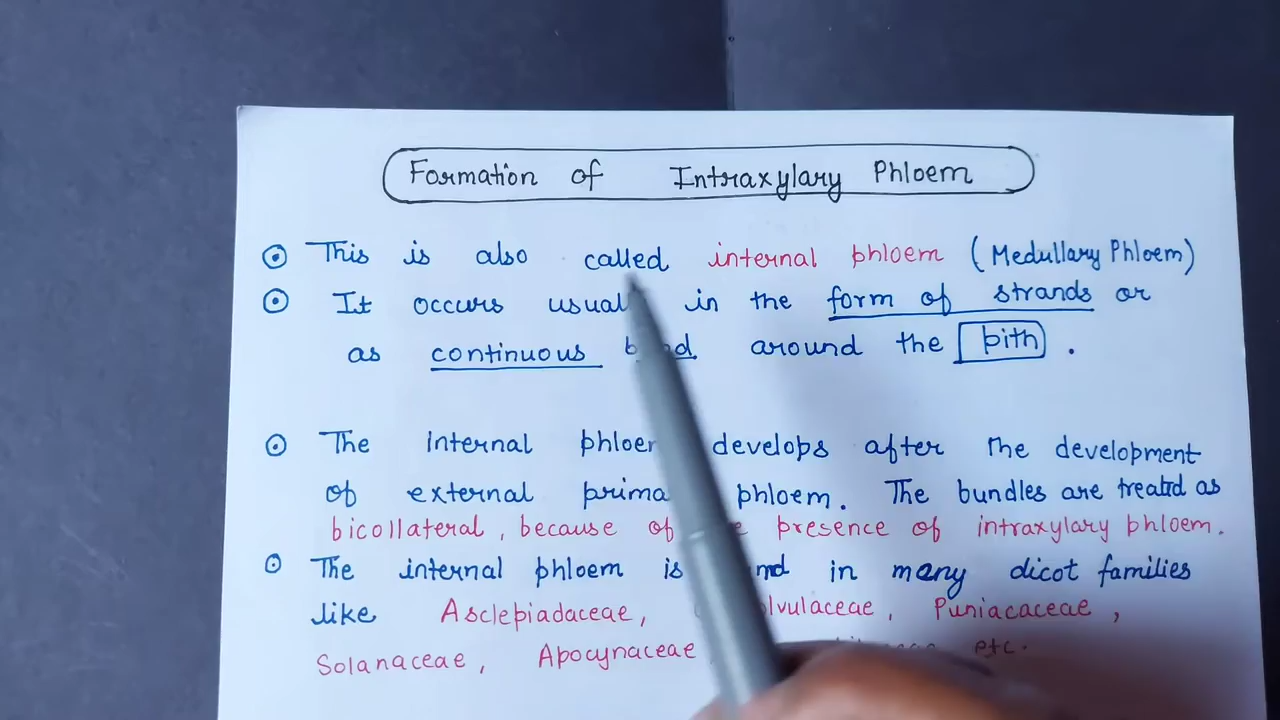 Formation of Intraxylary Phloem
This is also called internal phloem (Medullary Phloem)
It occurs usual in the form of strands or
as continuous around the pith.
The internal develops after The development
of external phloem. The bundles are treated as
bicollateral, because of presence of intraxylary phloem.
The internal phloem is in many dicot families
like Asclepiadaceae, Puniacaceae,
Solanaceae, Apocynaceae etc.